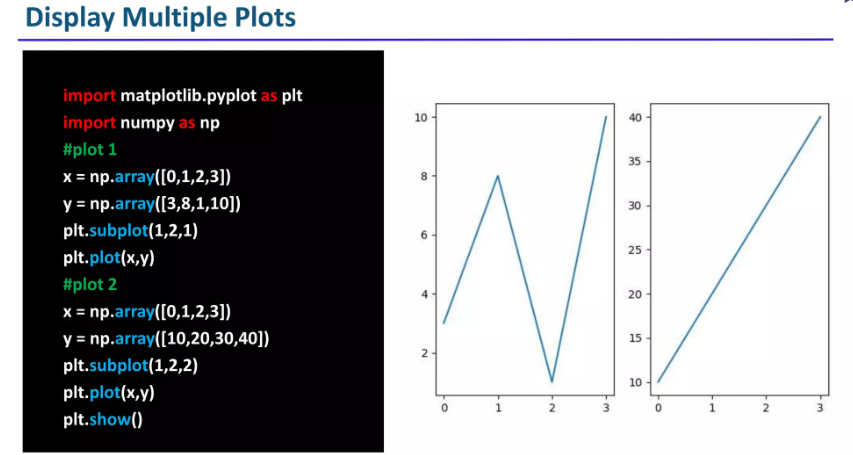 Display Multiple Plots
import matplotlib.pyplot as plt
import numpy as np
#plot 1
x = np.array([0,1,2,3])
y = np.array([3,8,1,10])
plt.subplot(1,2,1)
plt.plot(x,y)
#plot 2
x = np.array([0,1,2,3])
y = np.array([10,20,30,40])
plt.subplot(1,2,2)
plt.plot(x,y)
plt.show()
10
8
6
4
2
0 1 2 3
40
35
30
25
20
15
10
0 1 2 3